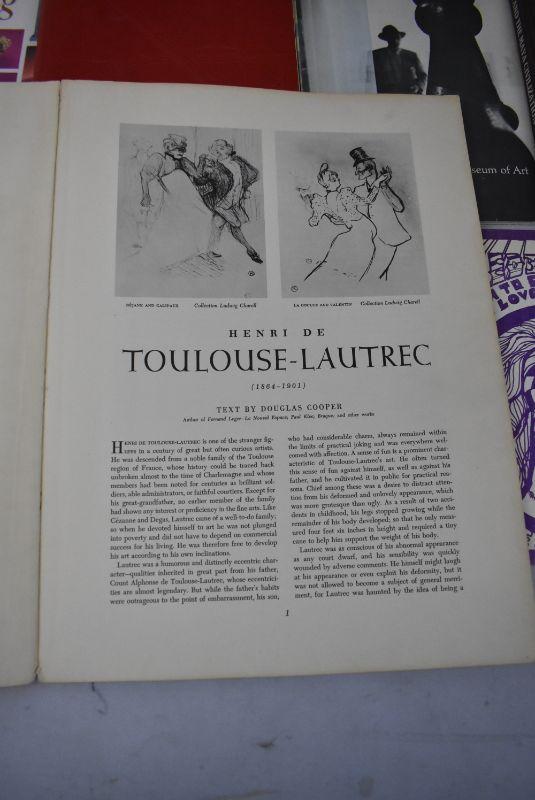 seum of Art
RÉJANE AND GALIPAUX Collection Ludwig Charell
LA GOULUE AND VALENTIN Collection Ludwig Charell
HENRI DE
TOULOUSE-LAUTREC
(1864–1901)
TEXT BY DOUGLAS COOPER
Author of Fernand Leger: Le Nouvel Espace, Paul Klee, Braque, and other works
HENRI DE TOULOUSE-LAUTREC is one of the stranger fig-
ures in a century of great but often curious artists.
He was descended from a noble family of the Toulouse
region of France, whose history could be traced back
unbroken almost to the time of Charlemagne and whose
members had been noted for centuries as brilliant sol-
diers, able administrators, or faithful courtiers. Except for
his great-grandfather, no earlier member of the family
had shown any interest or proficiency in the fine arts. Like
Cézanne and Degas, Lautrec came of a well-to-do family;
so when he devoted himself to art he was not plunged
into poverty and did not have to depend on commercial
success for his living. He was therefore free to develop
his art according to his own inclinations.
Lautrec was a humorous and distinctly eccentric char-
acter—qualities inherited in great part from his father,
Count Alphonse de Toulouse-Lautrec, whose eccentrici-
ties are almost legendary. But while the father's habits
were outrageous to the point of embarrassment, his son,
who had considerable charm, always remained within
the limits of practical joking and was everywhere wel-
comed with affection. A sense of fun is a prominent char-
acteristic of Toulouse-Lautrec's art. He often turned
this sense of fun against himself, as well as against his
father, and he cultivated it in public for practical rea-
sons. Chief among these was a desire to distract atten-
tion from his deformed and unlovely appearance, which
was more grotesque than ugly. As a result of two acci-
dents in childhood, his legs stopped growing while the
remainder of his body developed; so that he only meas-
ured four feet six inches in height and required a tiny
cane to help him support the weight of his body.
Lautrec was as conscious of his abnormal appearance
as any court dwarf, and his sensibility was quickly
wounded by adverse comments. He himself might laugh
at his appearance or even exploit his deformity, but it
was not allowed to become a subject of general merri-
ment, for Lautrec was haunted by the idea of being a
1